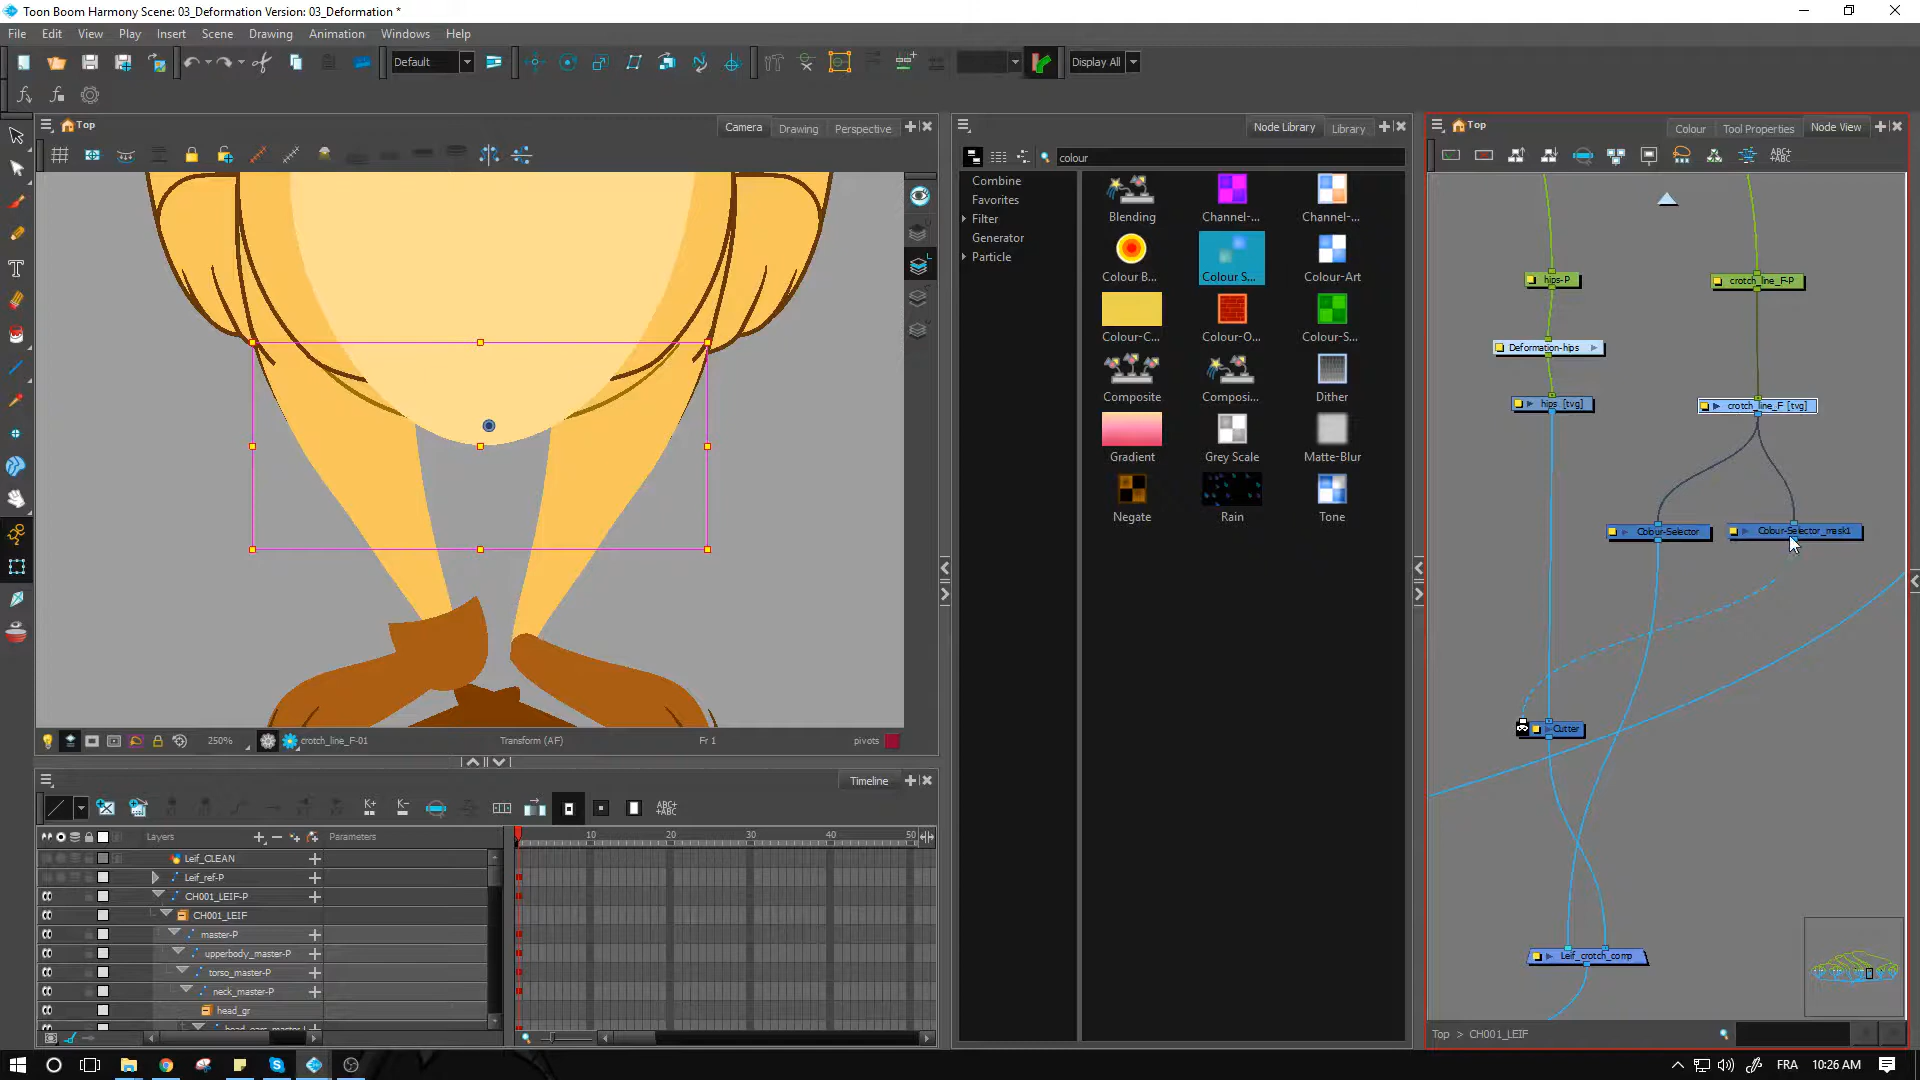 Toon Boom Harmony Scene: 03_Deformation Version: 03_Deformation *
File Edit View Play Insert Scene Drawing Animation Windows Help
Default
Display All
Top
Camera
Drawing
Perspective
Node Library
Library
Top
Colour
Tool Properties
Node View
colour
Combine
Favorites
Filter
Generator
Particle
Blending
Channel-...
Channel-...
Colour B...
Colour S...
Colour-Art
Colour-C...
Colour-O...
Colour-S...
Composite
Composi...
Dither
Gradient
Grey Scale
Matte-Blur
Negate
Rain
Tone
hips-P
crotch_line_F-P
Deformation-hips
hips [tvg]
crotch_line_F [tvg]
Colour-Selector
Colour-Selector_mask1
Cutter
Leif_crotch_comp
250%
crotch_line_F-01
Transform (AF)
Fr 1
pivots
Timeline
K+
K-
ABC+
+ABC
Layers
Parameters
10
20
30
40
50
Leif_CLEAN
Leif_ref-P
CH001_LEIF-P
CH001_LEIF
master-P
upperbody_master-P
torso_master-P
neck_master-P
head_gr
Top > CH001_LEIF
FRA
10:26 AM